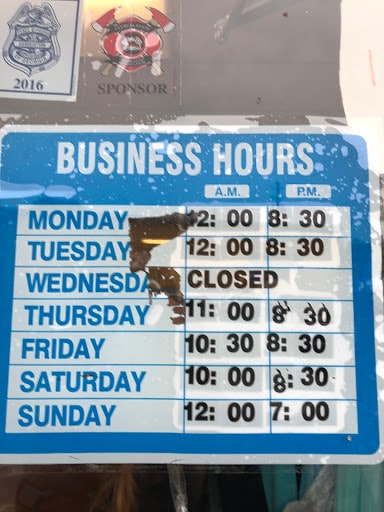 2016
SPONSOR
BUSINESS HOURS
A.M. P.M.
MONDAY 12: 00 8: 30
TUESDAY 12: 00 8: 30
WEDNESDA CLOSED
THURSDAY 11: 00 8: 30
FRIDAY 10: 30 8: 30
SATURDAY 10: 00 8: 30
SUNDAY 12: 00 7: 00